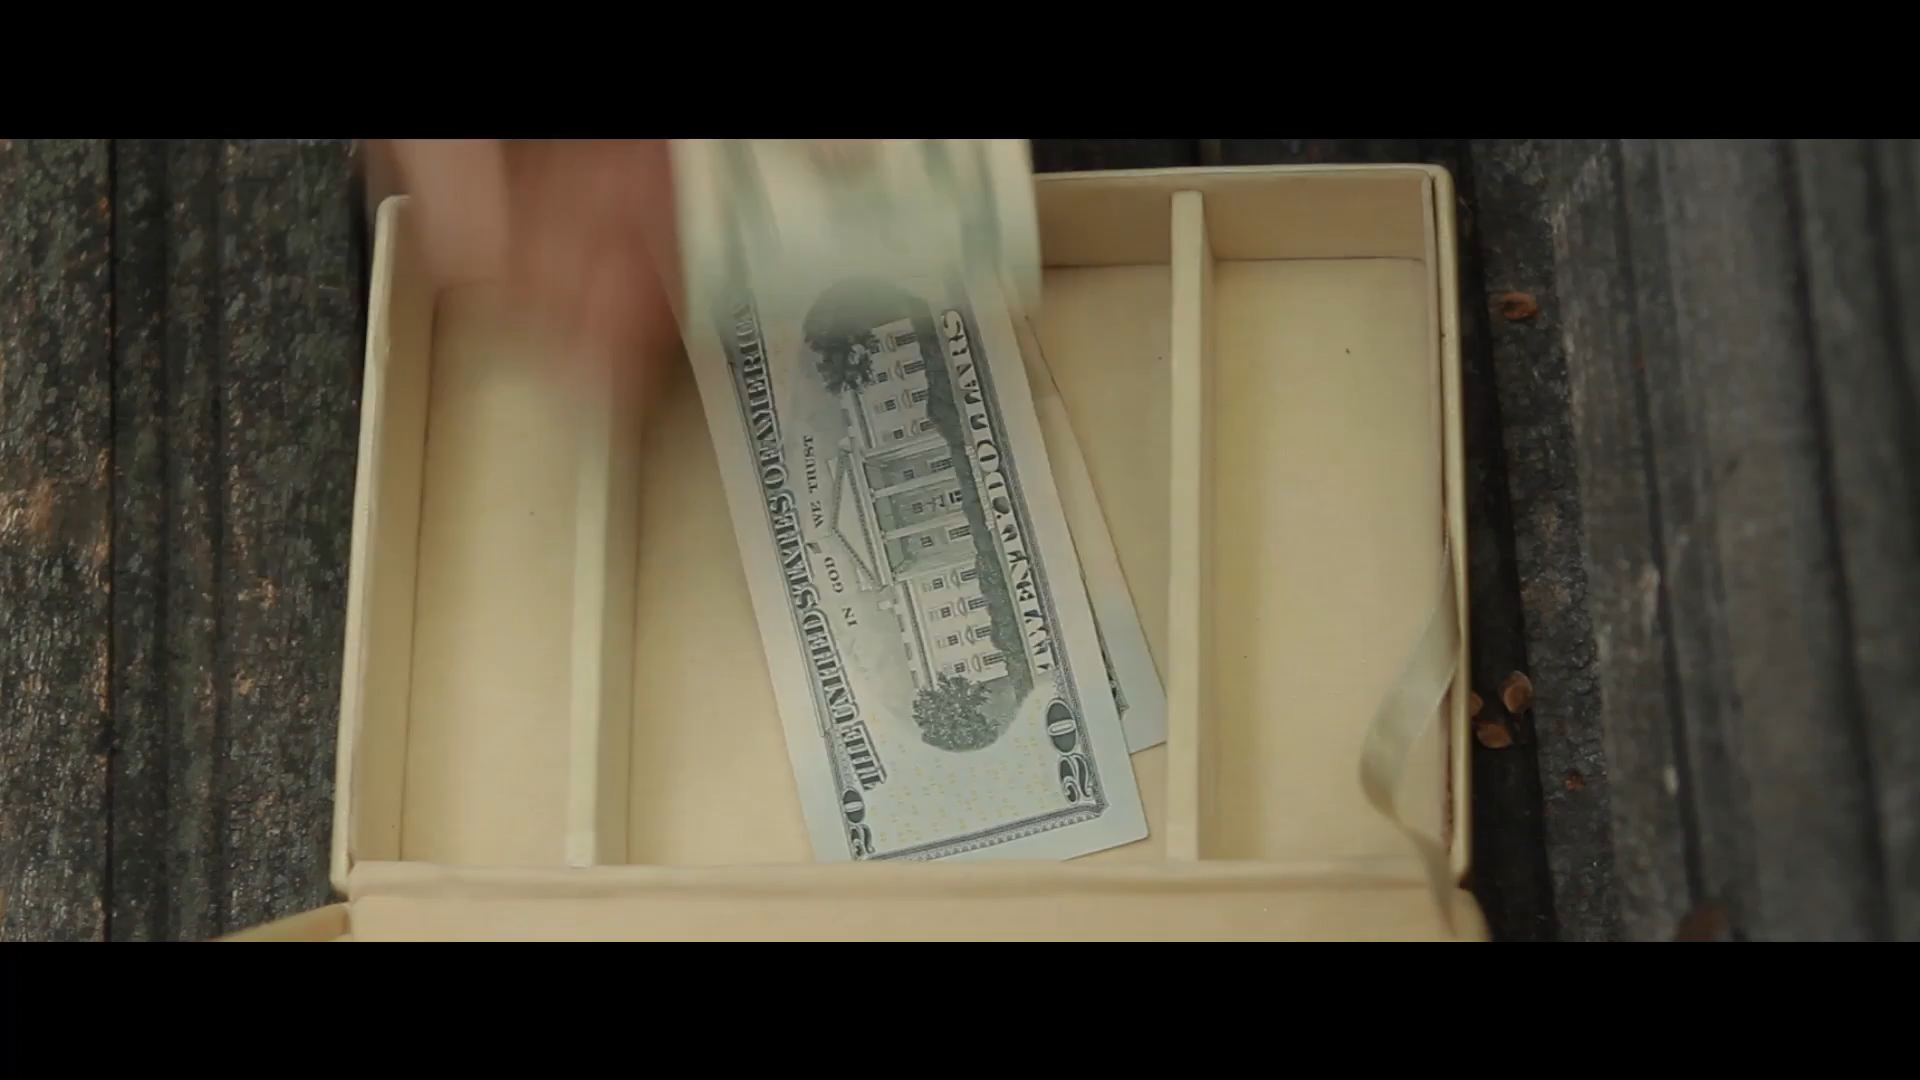 THE UNITED STATES OF AMERICA
IN GOD WE TRUST
TWENTY DOLLARS
20
20